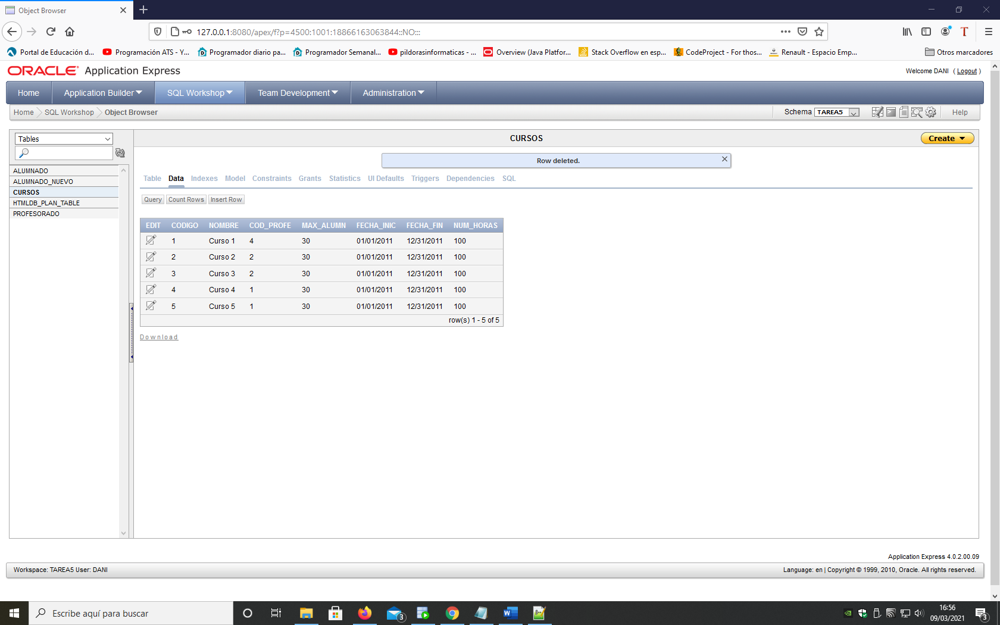 Object Browser
127.0.0.1:8080/apex/f?p=4500:1001:18866163063844::NO:::
Portal de Educación d...
Programación ATS - Y...
Programador diario pa...
Programador Semanal...
pildorasinformaticas - ...
Overview (Java Platfor...
Stack Overflow en esp...
CodeProject - For thos...
Renault - Espacio Emp...
Otros marcadores
ORACLE Application Express
Welcome DANI ( Logout )
Home
Application Builder
SQL Workshop
Team Development
Administration
Home SQL Workshop Object Browser
Schema TAREA5
Help
Tables
ALUMNADO
ALUMNADO_NUEVO
CURSOS
HTMLDB_PLAN_TABLE
PROFESORADO
CURSOS
Create
Row deleted.
Table Data Indexes Model Constraints Grants Statistics UI Defaults Triggers Dependencies SQL
Query Count Rows Insert Row
EDIT CODIGO NOMBRE COD_PROFE MAX_ALUMN FECHA_INIC FECHA_FIN NUM_HORAS
1 Curso 1 4 30 01/01/2011 12/31/2011 100
2 Curso 2 2 30 01/01/2011 12/31/2011 100
3 Curso 3 2 30 01/01/2011 12/31/2011 100
4 Curso 4 1 30 01/01/2011 12/31/2011 100
5 Curso 5 1 30 01/01/2011 12/31/2011 100
row(s) 1 - 5 of 5
Download
Application Express 4.0.2.00.09
Workspace: TAREA5 User: DANI
Language: en | Copyright © 1999, 2010, Oracle. All rights reserved.
Escribe aquí para buscar
3
16:56
09/03/2021
3